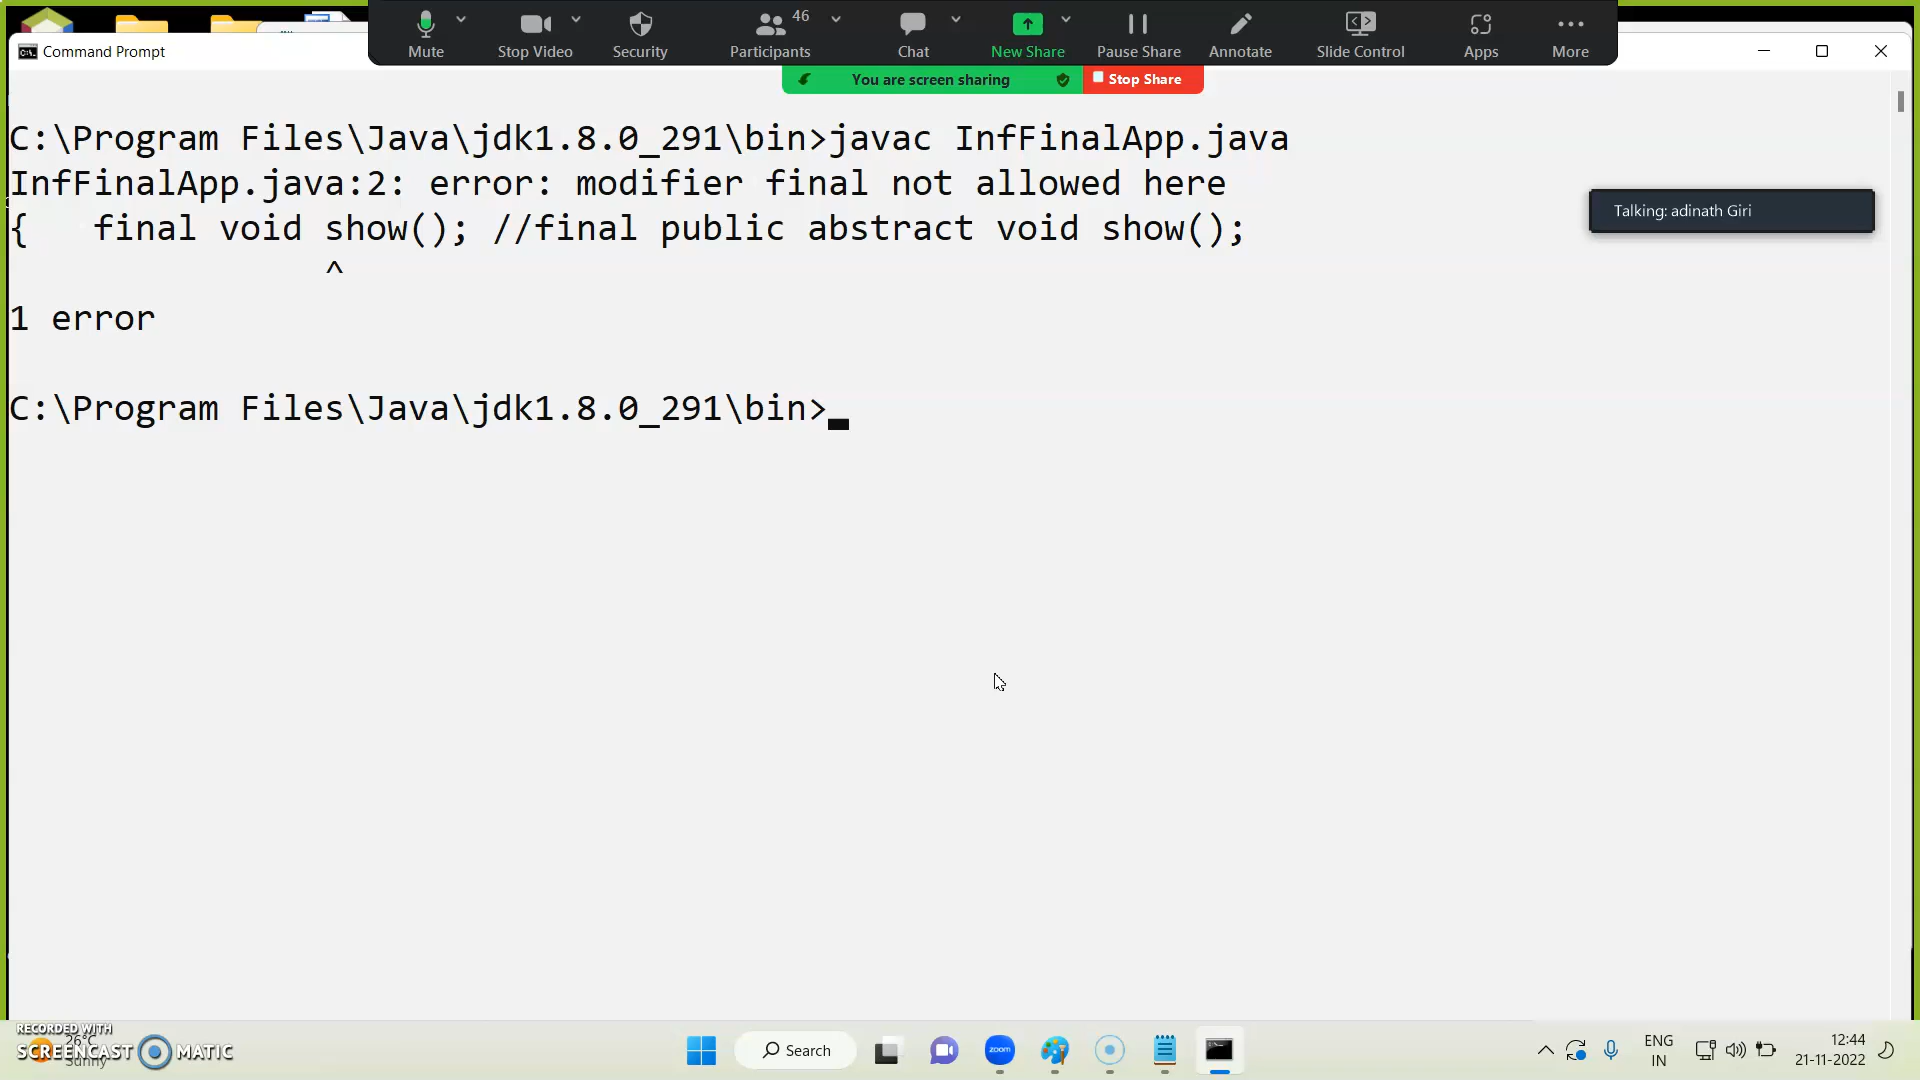 Command Prompt
Mute
Stop Video
Security
46
Participants
Chat
New Share
Pause Share
Annotate
Slide Control
Apps
More
You are screen sharing
Stop Share
C:\Program Files\Java\jdk1.8.0_291\bin>javac InfFinalApp.java
InfFinalApp.java:2: error: modifier final not allowed here
{   final void show(); //final public abstract void show();
^
1 error
C:\Program Files\Java\jdk1.8.0_291\bin>
Talking: adinath Giri
RECORDED WITH
SCREENCAST MATIC
26°C
Sunny
Search
zoom
ENG
IN
12:44
21-11-2022